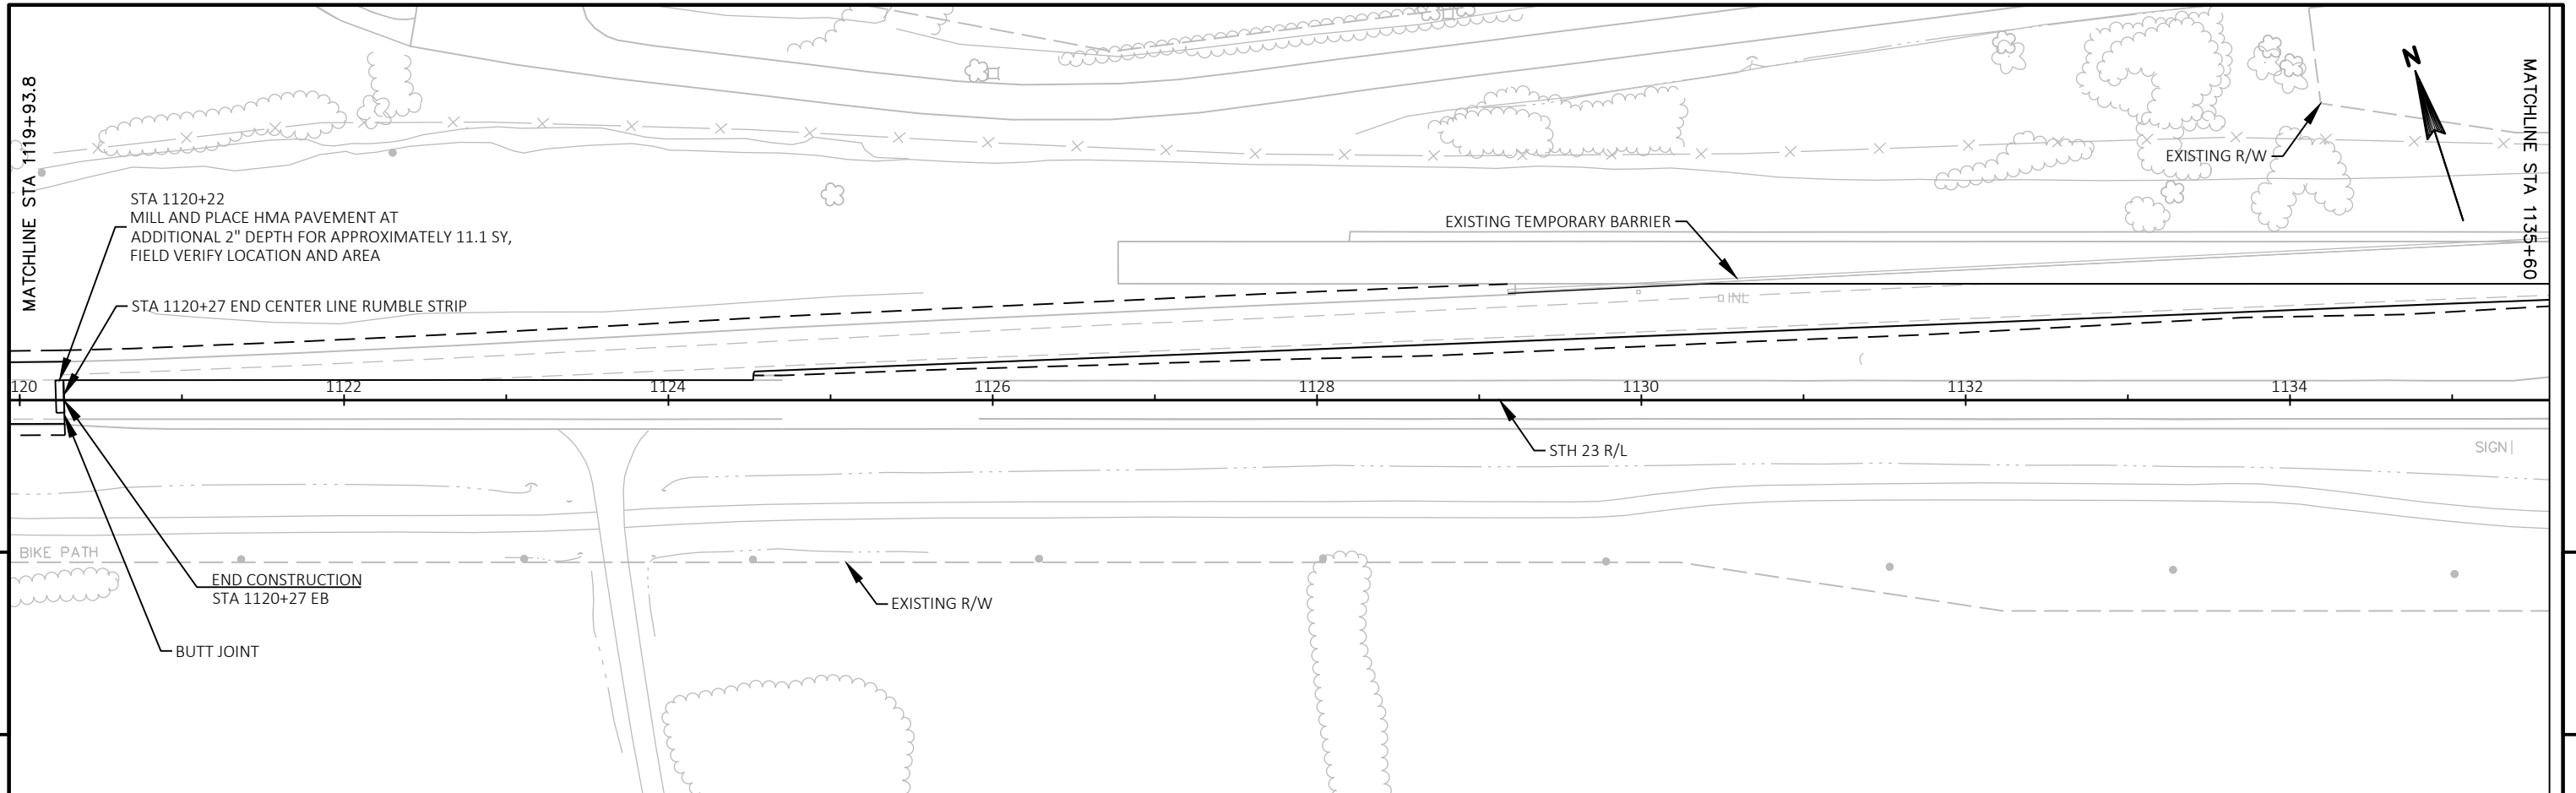 MATCHLINE STA 1119+93.8
N
MATCHLINE STA 1135+60
EXISTING R/W
STA 1120+22
MILL AND PLACE HMA PAVEMENT AT
ADDITIONAL 2" DEPTH FOR APPROXIMATELY 11.1 SY,
FIELD VERIFY LOCATION AND AREA
EXISTING TEMPORARY BARRIER
STA 1120+27 END CENTER LINE RUMBLE STRIP
INL
120 1122 1124 1126 1128 1130 1132 1134
STH 23 R/L
SIGN
BIKE PATH
END CONSTRUCTION
STA 1120+27 EB
EXISTING R/W
BUTT JOINT